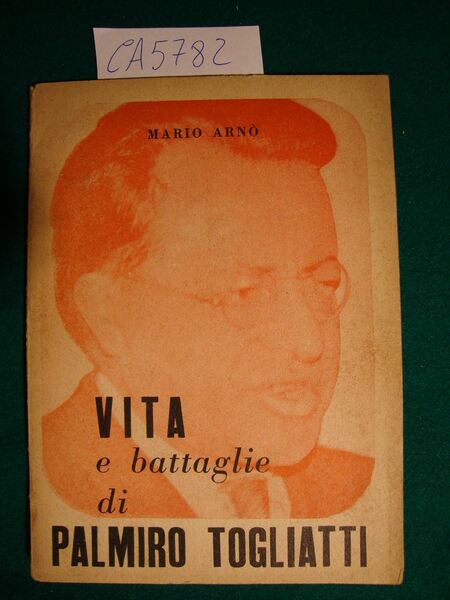 CA5782
MARIO ARNÒ
VITA
e battaglie
di
PALMIRO TOGLIATTI